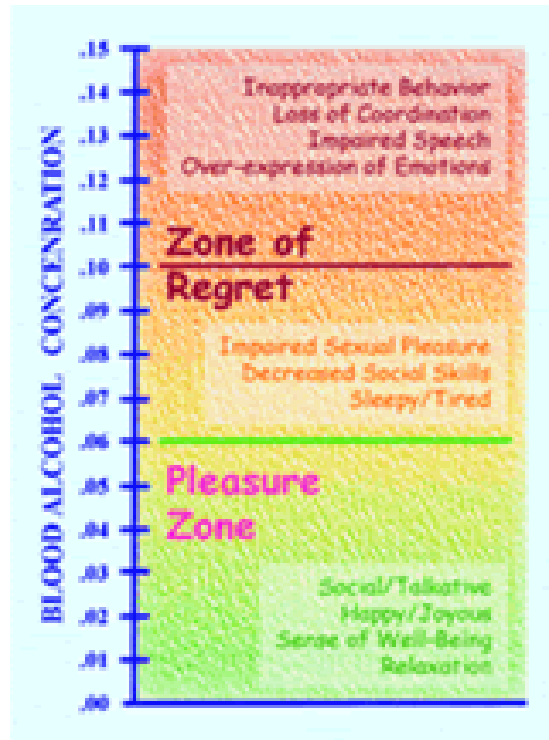 BLOOD ALCOHOL CONCENRATION
.15
.14
.13
.12
.11
.10
.09
.08
.07
.06
.05
.04
.03
.02
.01
.00
Inappropriate Behavior
Loss of Coordination
Impaired Speech
Over-expression of Emotions
Zone of
Regret
Impaired Sexual Pleasure
Decreased Social Skills
Sleepy/Tired
Pleasure
Zone
Social/Talkative
Happy/Joyous
Sense of Well-Being
Relaxation